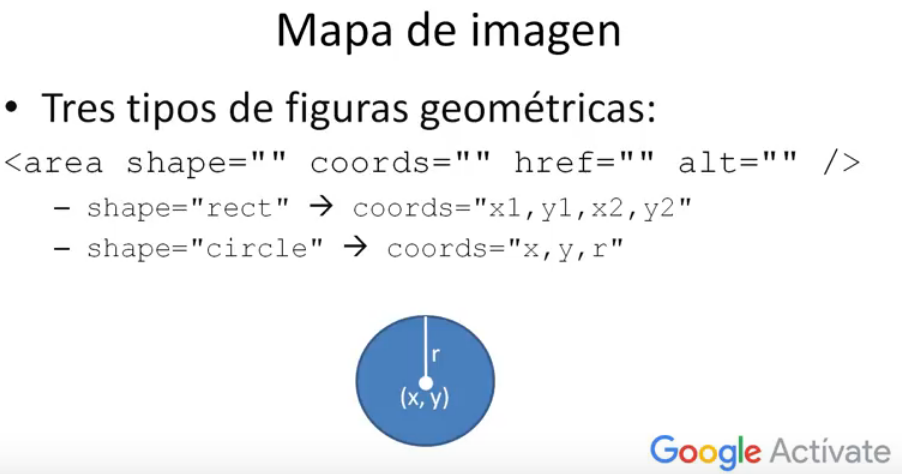 Mapa de imagen
• Tres tipos de figuras geométricas:
<area shape="" coords="" href="" alt="" />
– shape="rect" → coords="x1,y1,x2,y2"
– shape="circle" → coords="x,y,r"
r
(x, y)
Google Actívate